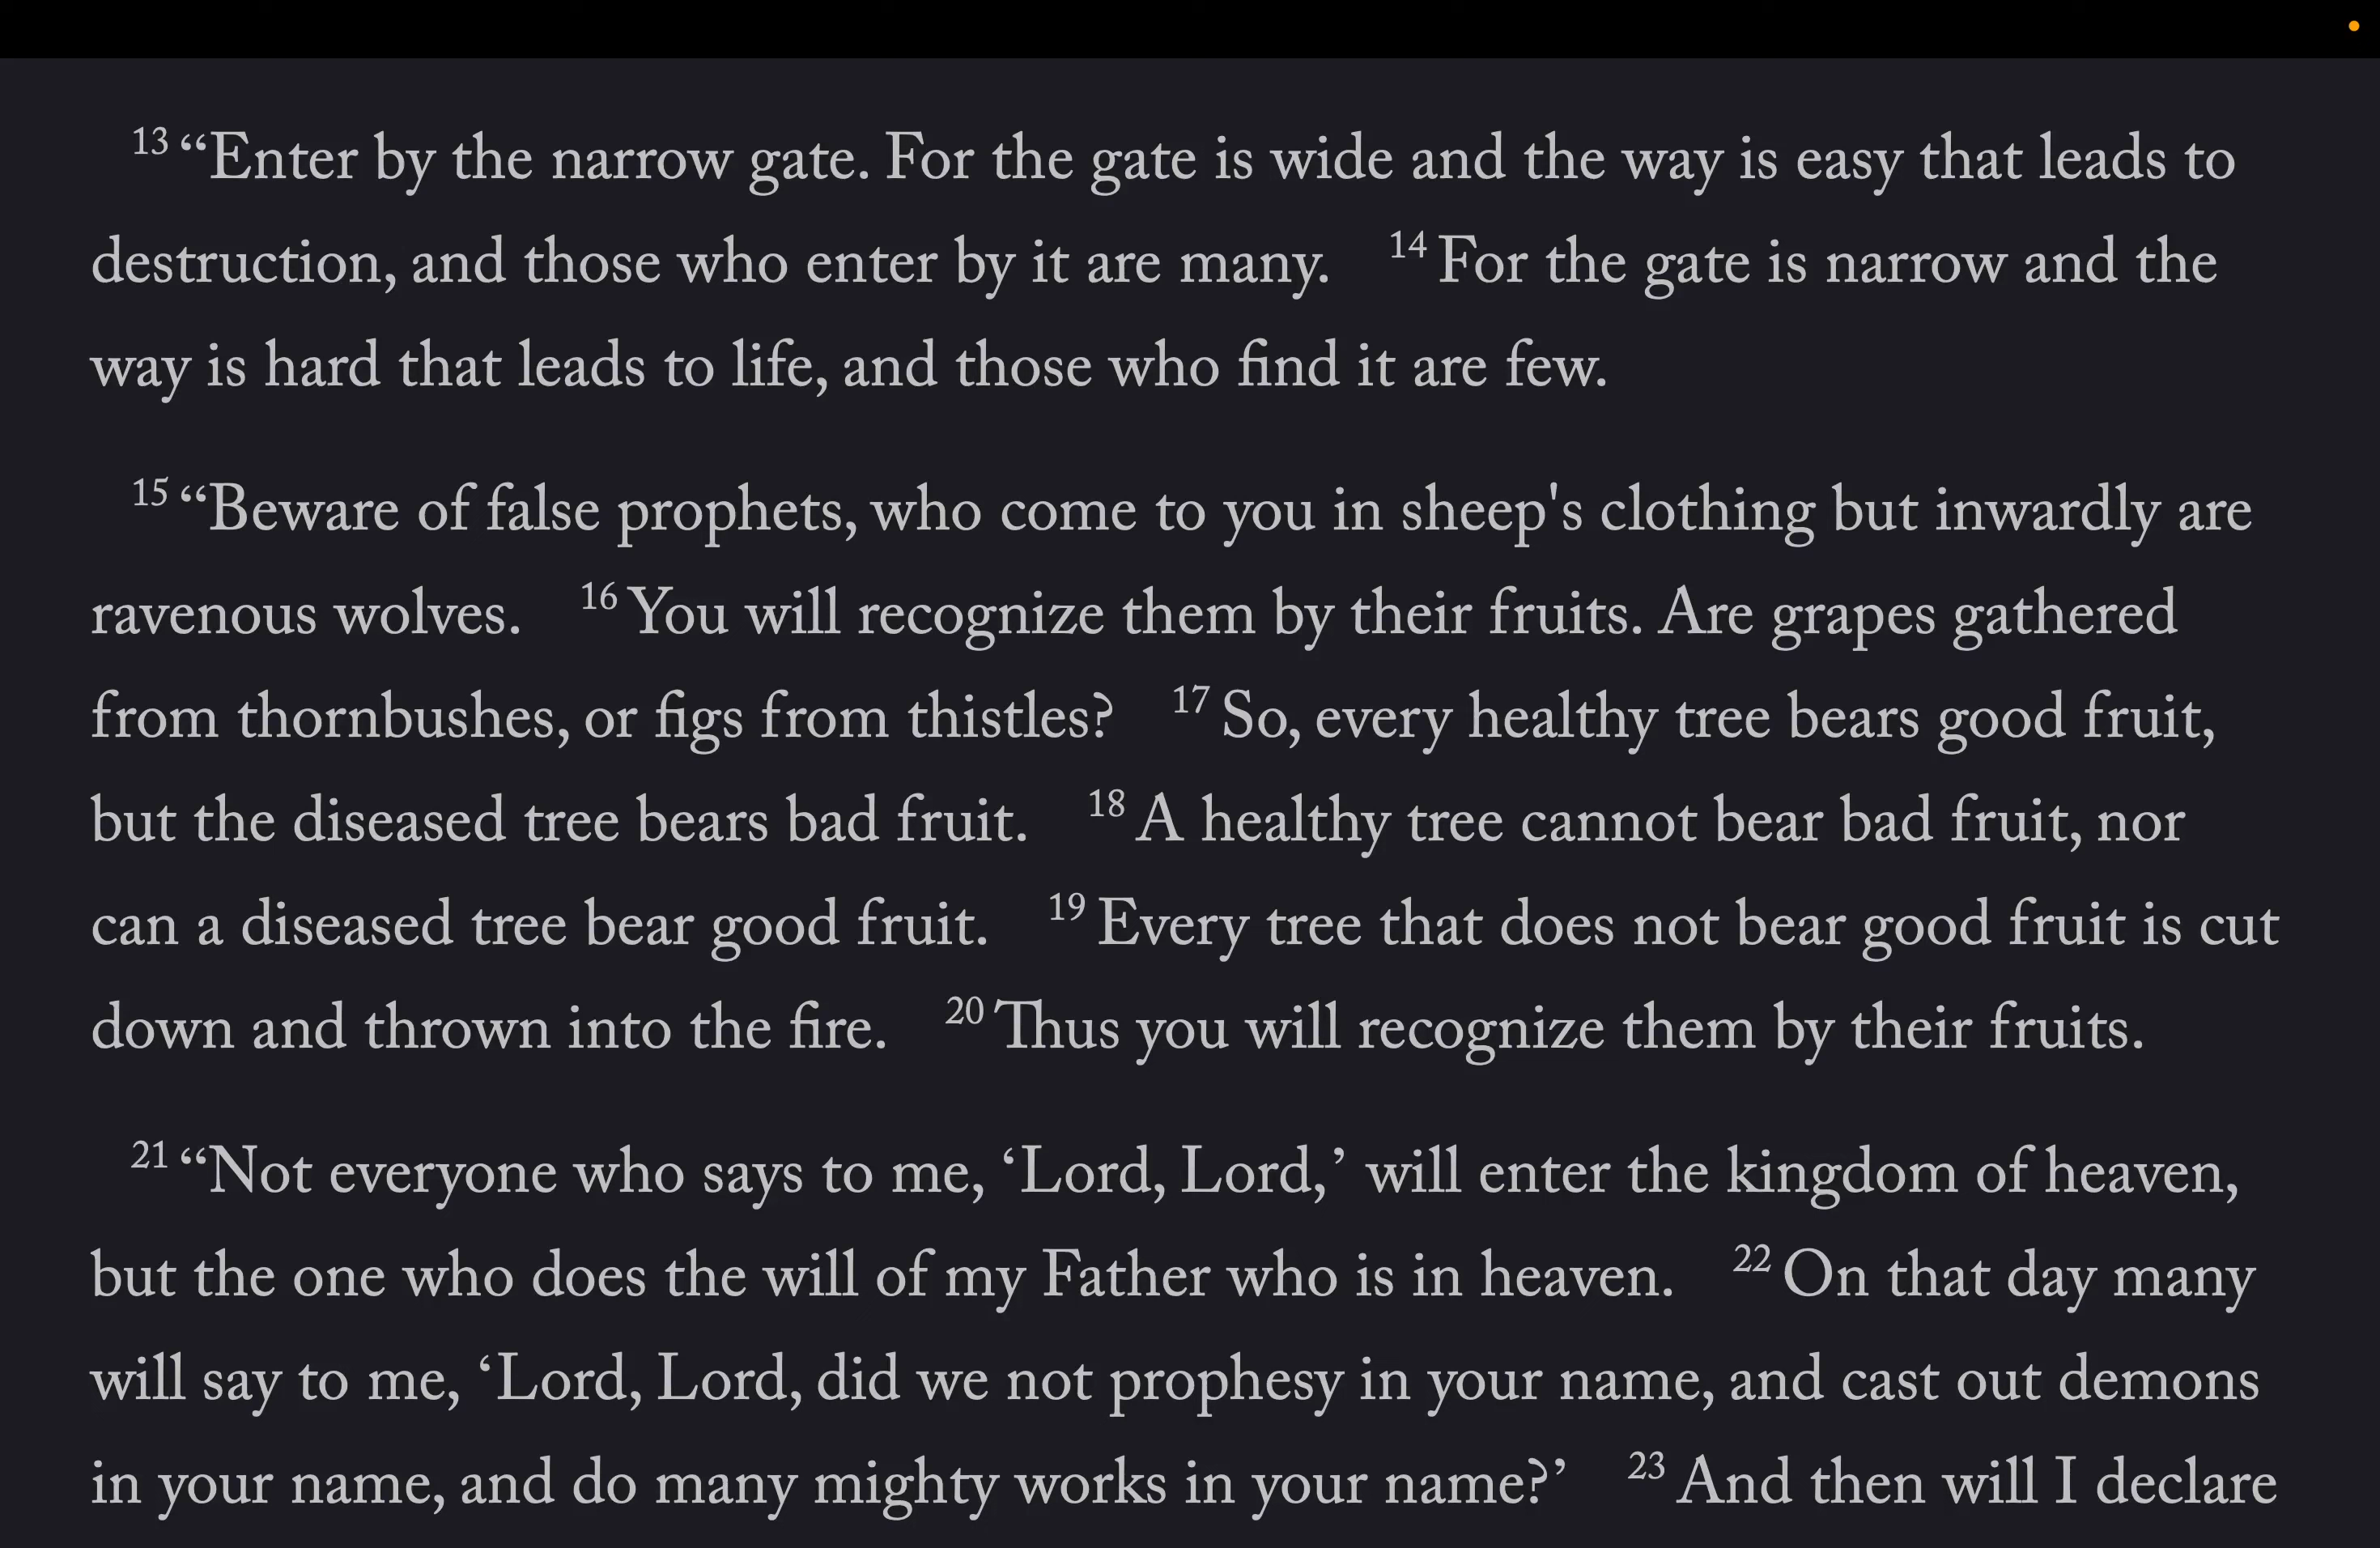 13 “Enter by the narrow gate. For the gate is wide and the way is easy that leads to
destruction, and those who enter by it are many. 14 For the gate is narrow and the
way is hard that leads to life, and those who find it are few.
15 “Beware of false prophets, who come to you in sheep's clothing but inwardly are
ravenous wolves. 16 You will recognize them by their fruits. Are grapes gathered
from thornbushes, or figs from thistles? 17 So, every healthy tree bears good fruit,
but the diseased tree bears bad fruit. 18 A healthy tree cannot bear bad fruit, nor
can a diseased tree bear good fruit. 19 Every tree that does not bear good fruit is cut
down and thrown into the fire. 20 Thus you will recognize them by their fruits.
21 “Not everyone who says to me, ‘Lord, Lord,’ will enter the kingdom of heaven,
but the one who does the will of my Father who is in heaven. 22 On that day many
will say to me, ‘Lord, Lord, did we not prophesy in your name, and cast out demons
in your name, and do many mighty works in your name?’ 23 And then will I declare